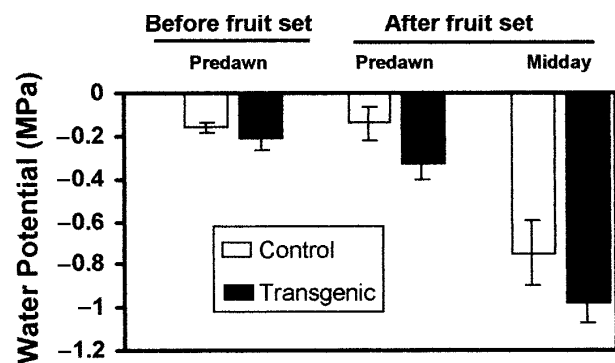 Before fruit set After fruit set
Predawn Predawn Midday
Water Potential (MPa)
0
−0.2
−0.4
−0.6
−0.8
−1
−1.2
Control
Transgenic